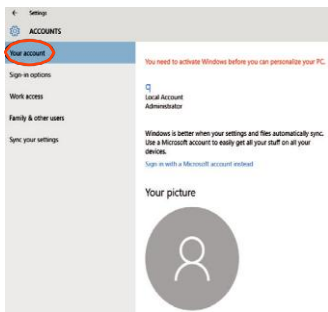 ← Settings
ACCOUNTS
Your account
Sign-in options
Work access
Family & other users
Sync your settings
You need to activate Windows before you can personalize your PC.
q
Local Account
Administrator
Windows is better when your settings and files automatically sync.
Use a Microsoft account to easily get all your stuff on all your
devices.
Sign in with a Microsoft account instead
Your picture